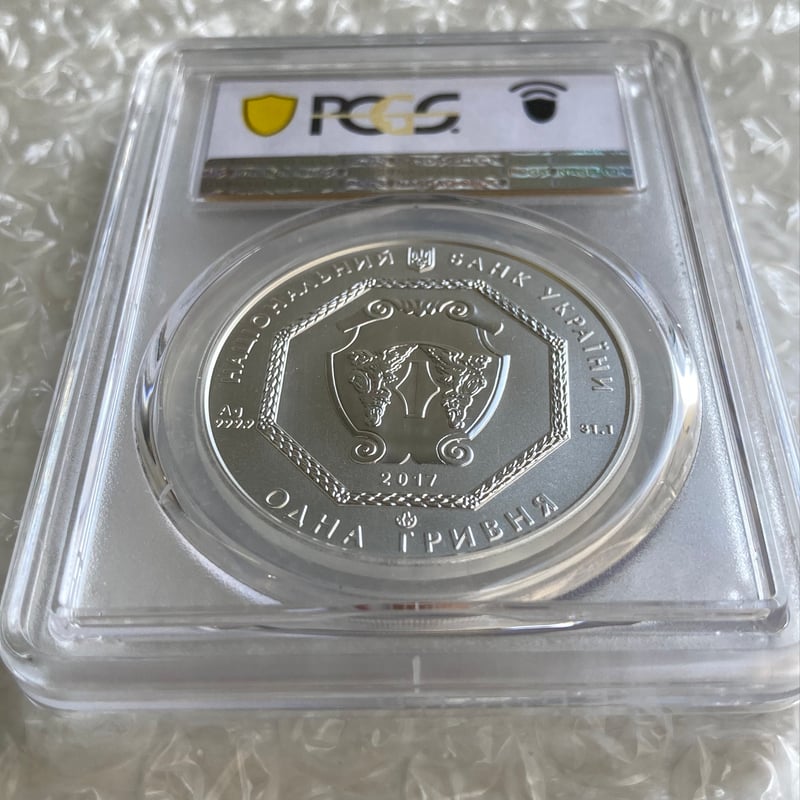 PCGS
НАЦІОНАЛЬНИЙ БАНК УКРАЇНИ
Ag
999.9
31.1
2017
ОДНА ГРИВНЯ